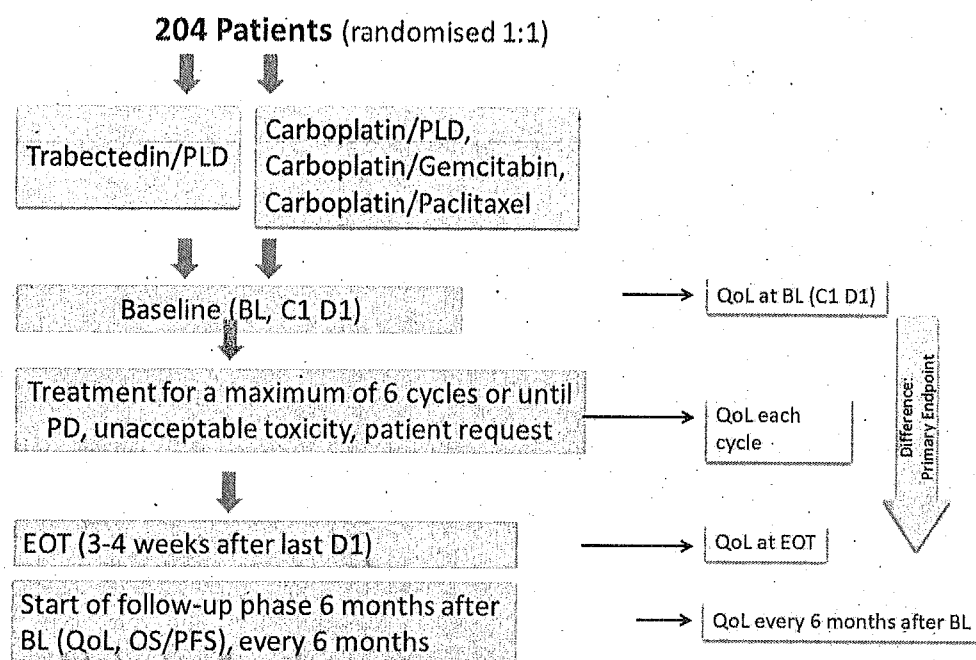 204 Patients (randomised 1:1)
Trabectedin/PLD
Carboplatin/PLD,
Carboplatin/Gemcitabin,
Carboplatin/Paclitaxel
Baseline (BL, C1 D1)
QoL at BL (C1 D1)
Treatment for a maximum of 6 cycles or until
PD, unacceptable toxicity, patient request
QoL each
cycle
Difference:
Primary Endpoint
EOT (3-4 weeks after last D1)
QoL at EOT
Start of follow-up phase 6 months after
BL (QoL, OS/PFS), every 6 months
QoL every 6 months after BL